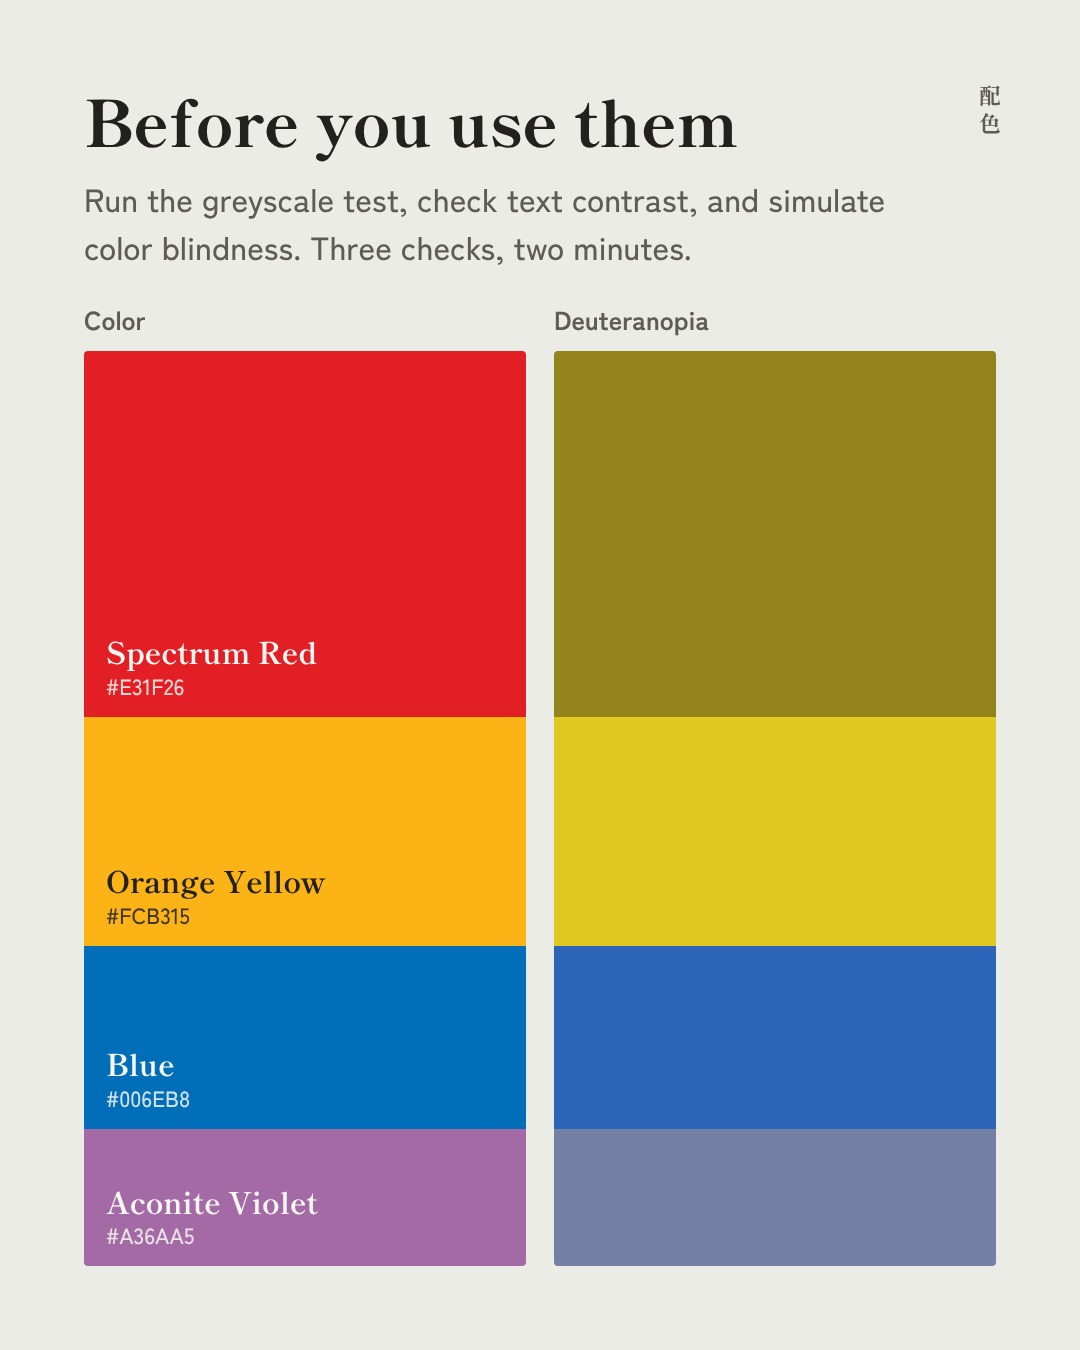 Before you use them
配色
Run the greyscale test, check text contrast, and simulate
color blindness. Three checks, two minutes.
Color
Deuteranopia
Spectrum Red
#E31F26
Orange Yellow
#FCB315
Blue
#006EB8
Aconite Violet
#A36AA5